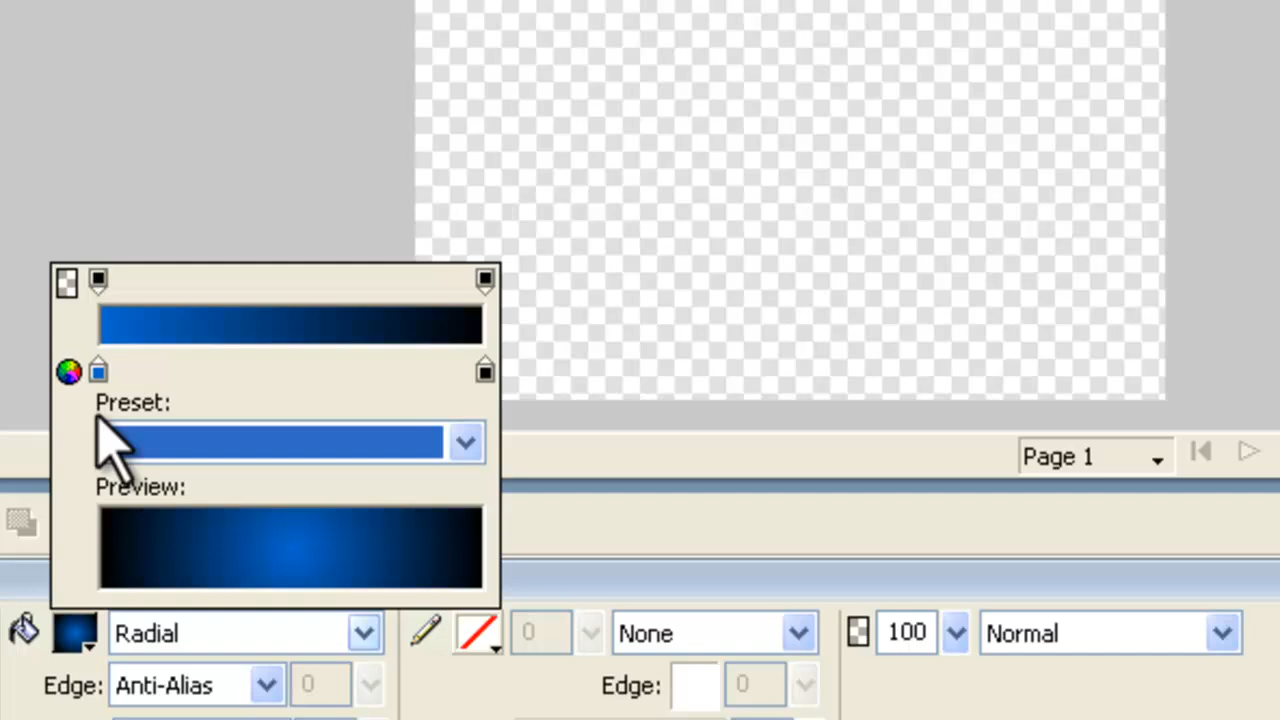 Preset:
Preview:
Page 1
Radial
0
None
100
Normal
Edge: Anti-Alias
0
Edge:
0